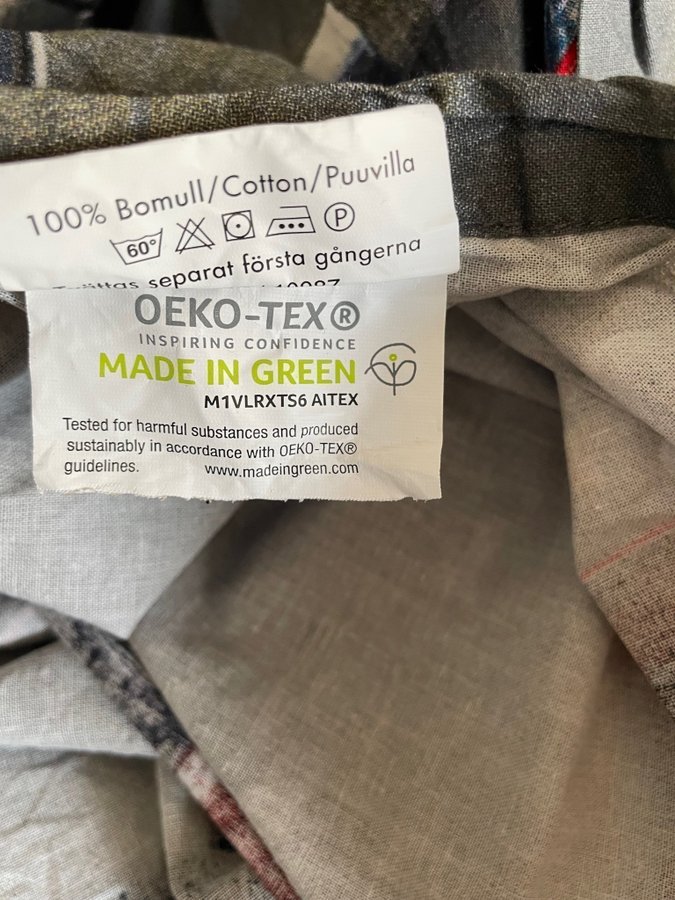 100% Bomull/Cotton/Puuvilla
60° P
separat första gångerna
OEKO-TEX®
INSPIRING CONFIDENCE
MADE IN GREEN
M1VLRXTS6 AITEX
Tested for harmful substances and produced
sustainably in accordance with OEKO-TEX®
guidelines. www.madeingreen.com